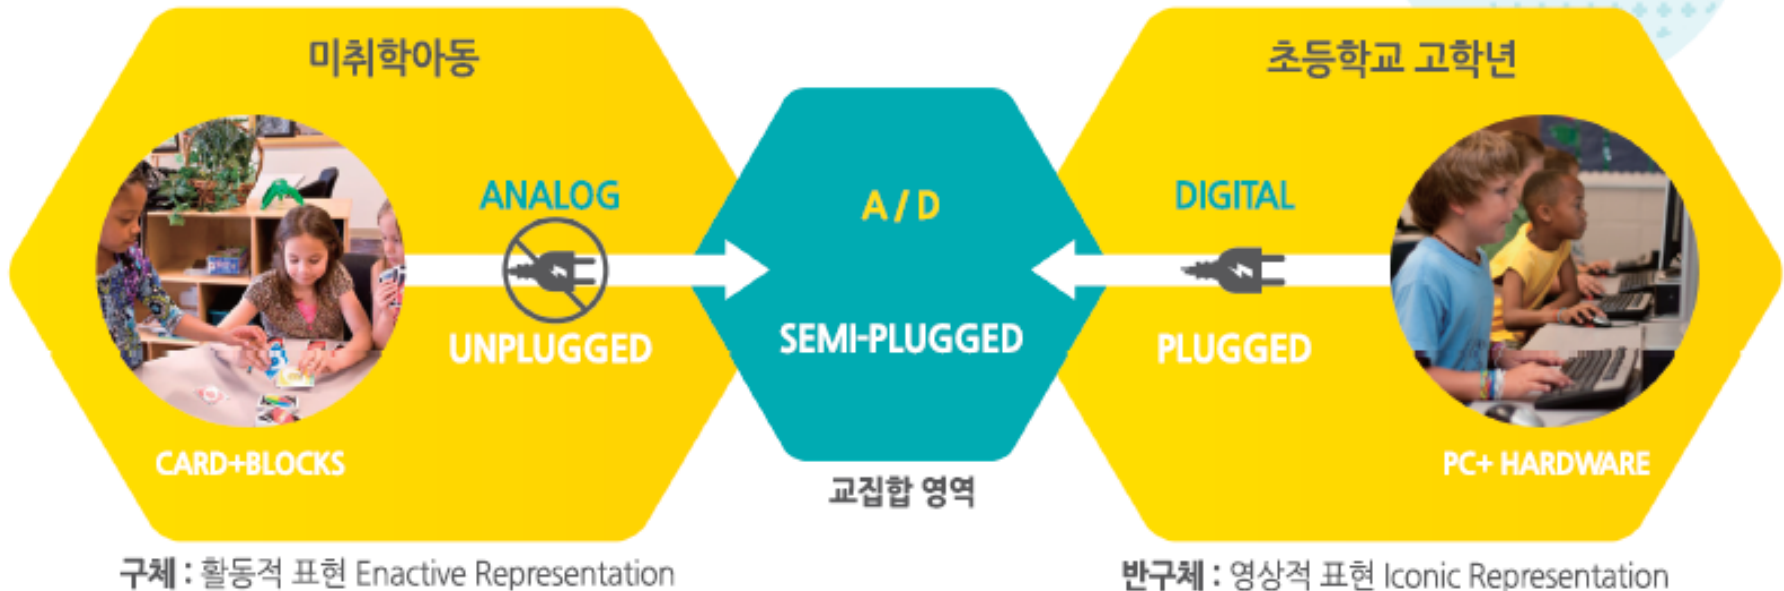 미취학아동
ANALOG
UNPLUGGED
CARD+BLOCKS
구체 : 활동적 표현 Enactive Representation
A / D
SEMI-PLUGGED
교집합 영역
초등학교 고학년
DIGITAL
PLUGGED
PC+ HARDWARE
반구체 : 영상적 표현 Iconic Representation